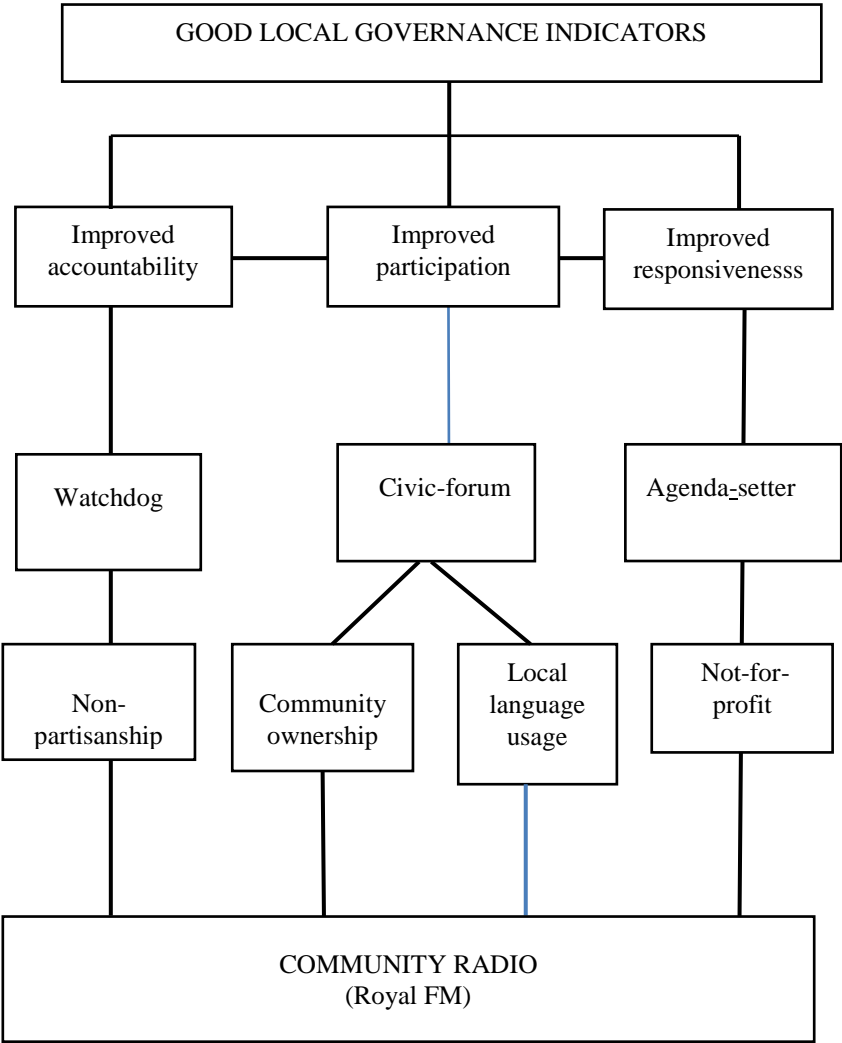 GOOD LOCAL GOVERNANCE INDICATORS
Improved
accountability
Improved
participation
Improved
responsivenesss
Watchdog
Civic-forum
Agenda-setter
Non-
partisanship
Community
ownership
Local
language
usage
Not-for-
profit
COMMUNITY RADIO
(Royal FM)